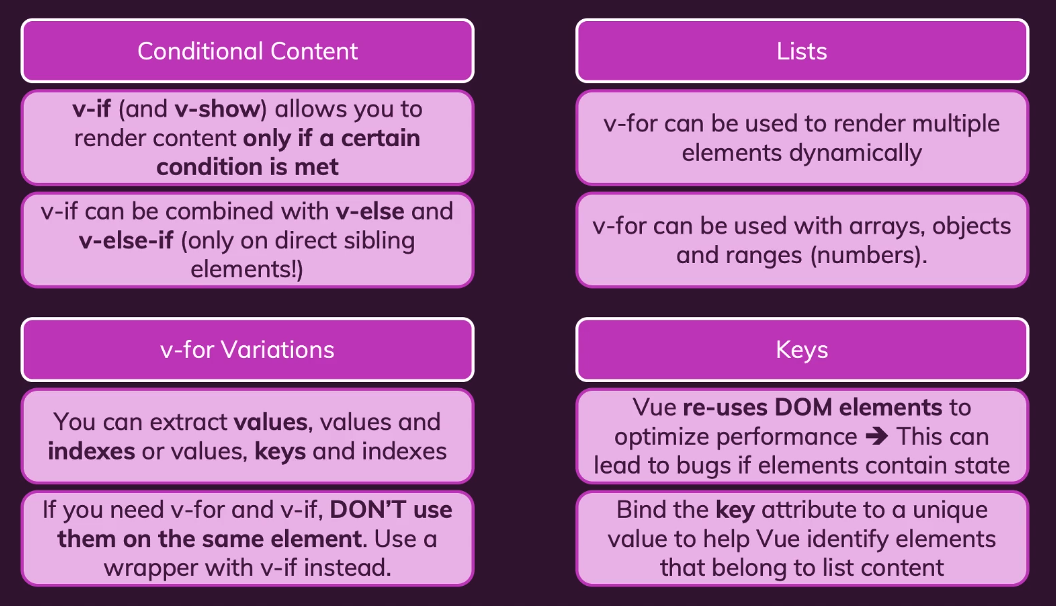 Conditional Content
v-if (and v-show) allows you to
render content only if a certain
condition is met
v-if can be combined with v-else and
v-else-if (only on direct sibling
elements!)
Lists
v-for can be used to render multiple
elements dynamically
v-for can be used with arrays, objects
and ranges (numbers).
v-for Variations
You can extract values, values and
indexes or values, keys and indexes
If you need v-for and v-if, DON’T use
them on the same element. Use a
wrapper with v-if instead.
Keys
Vue re-uses DOM elements to
optimize performance ➔ This can
lead to bugs if elements contain state
Bind the key attribute to a unique
value to help Vue identify elements
that belong to list content